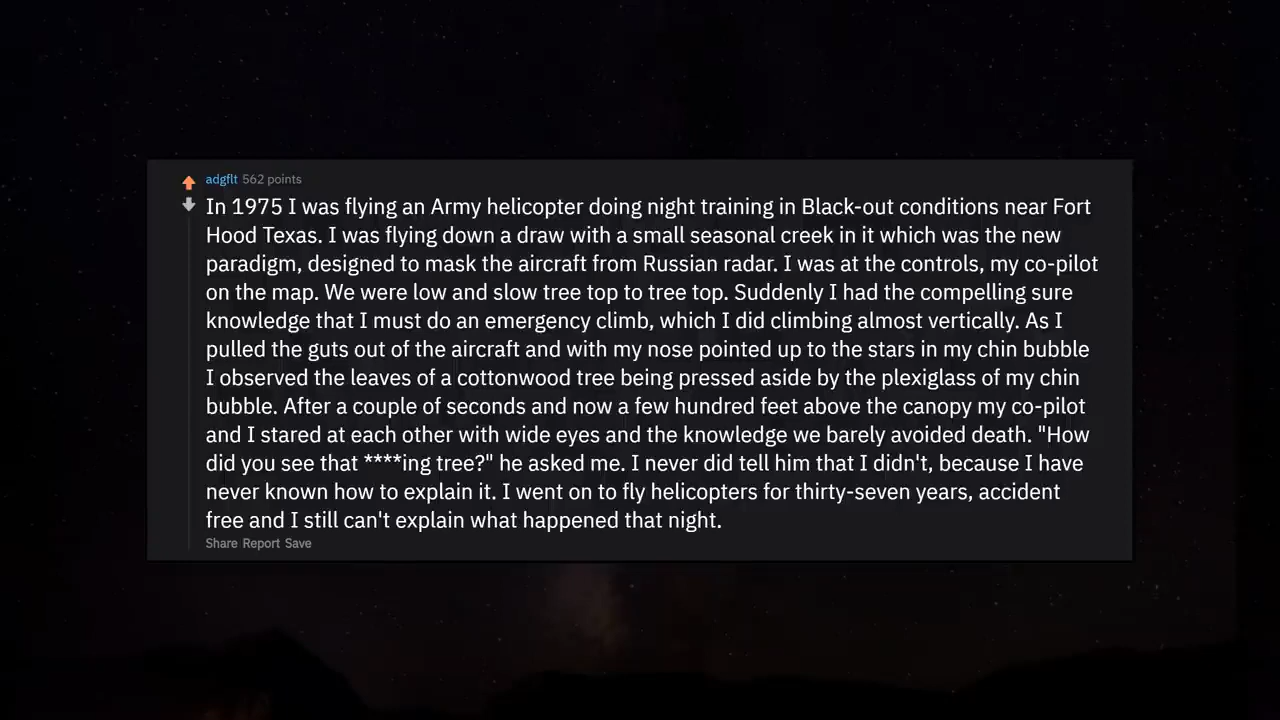 adgflt 562 points
In 1975 I was flying an Army helicopter doing night training in Black-out conditions near Fort
Hood Texas. I was flying down a draw with a small seasonal creek in it which was the new
paradigm, designed to mask the aircraft from Russian radar. I was at the controls, my co-pilot
on the map. We were low and slow tree top to tree top. Suddenly I had the compelling sure
knowledge that I must do an emergency climb, which I did climbing almost vertically. As I
pulled the guts out of the aircraft and with my nose pointed up to the stars in my chin bubble
I observed the leaves of a cottonwood tree being pressed aside by the plexiglass of my chin
bubble. After a couple of seconds and now a few hundred feet above the canopy my co-pilot
and I stared at each other with wide eyes and the knowledge we barely avoided death. "How
did you see that ****ing tree?" he asked me. I never did tell him that I didn't, because I have
never known how to explain it. I went on to fly helicopters for thirty-seven years, accident
free and I still can't explain what happened that night.
Share Report Save